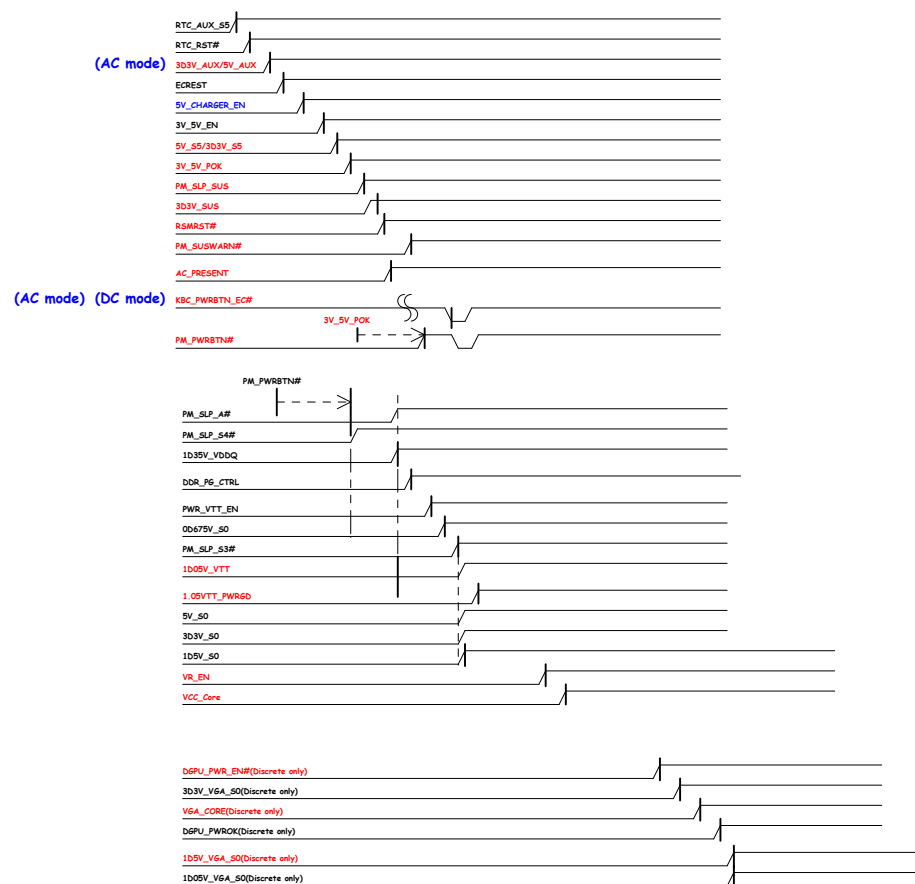 RTC_AUX_S5
RTC_RST#
(AC mode) 3D3V_AUX/5V_AUX
ECREST
5V_CHARGER_EN
3V_5V_EN
5V_S5/3D3V_S5
3V_5V_POK
PM_SLP_SUS
3D3V_SUS
RSMRST#
PM_SUSWARN#
AC_PRESENT
(AC mode) (DC mode) KBC_PWRBTN_EC#
3V_5V_POK
PM_PWRBTN#
PM_PWRBTN#
PM_SLP_A#
PM_SLP_S4#
1D35V_VDDQ
DDR_PG_CTRL
PWR_VTT_EN
0D675V_S0
PM_SLP_S3#
1D05V_VTT
1.05VTT_PWRGD
5V_S0
3D3V_S0
1D5V_S0
VR_EN
VCC_Core
DGPU_PWR_EN#(Discrete only)
3D3V_VGA_S0(Discrete only)
VGA_CORE(Discrete only)
DGPU_PWROK(Discrete only)
1D5V_VGA_S0(Discrete only)
1D05V_VGA_S0(Discrete only)